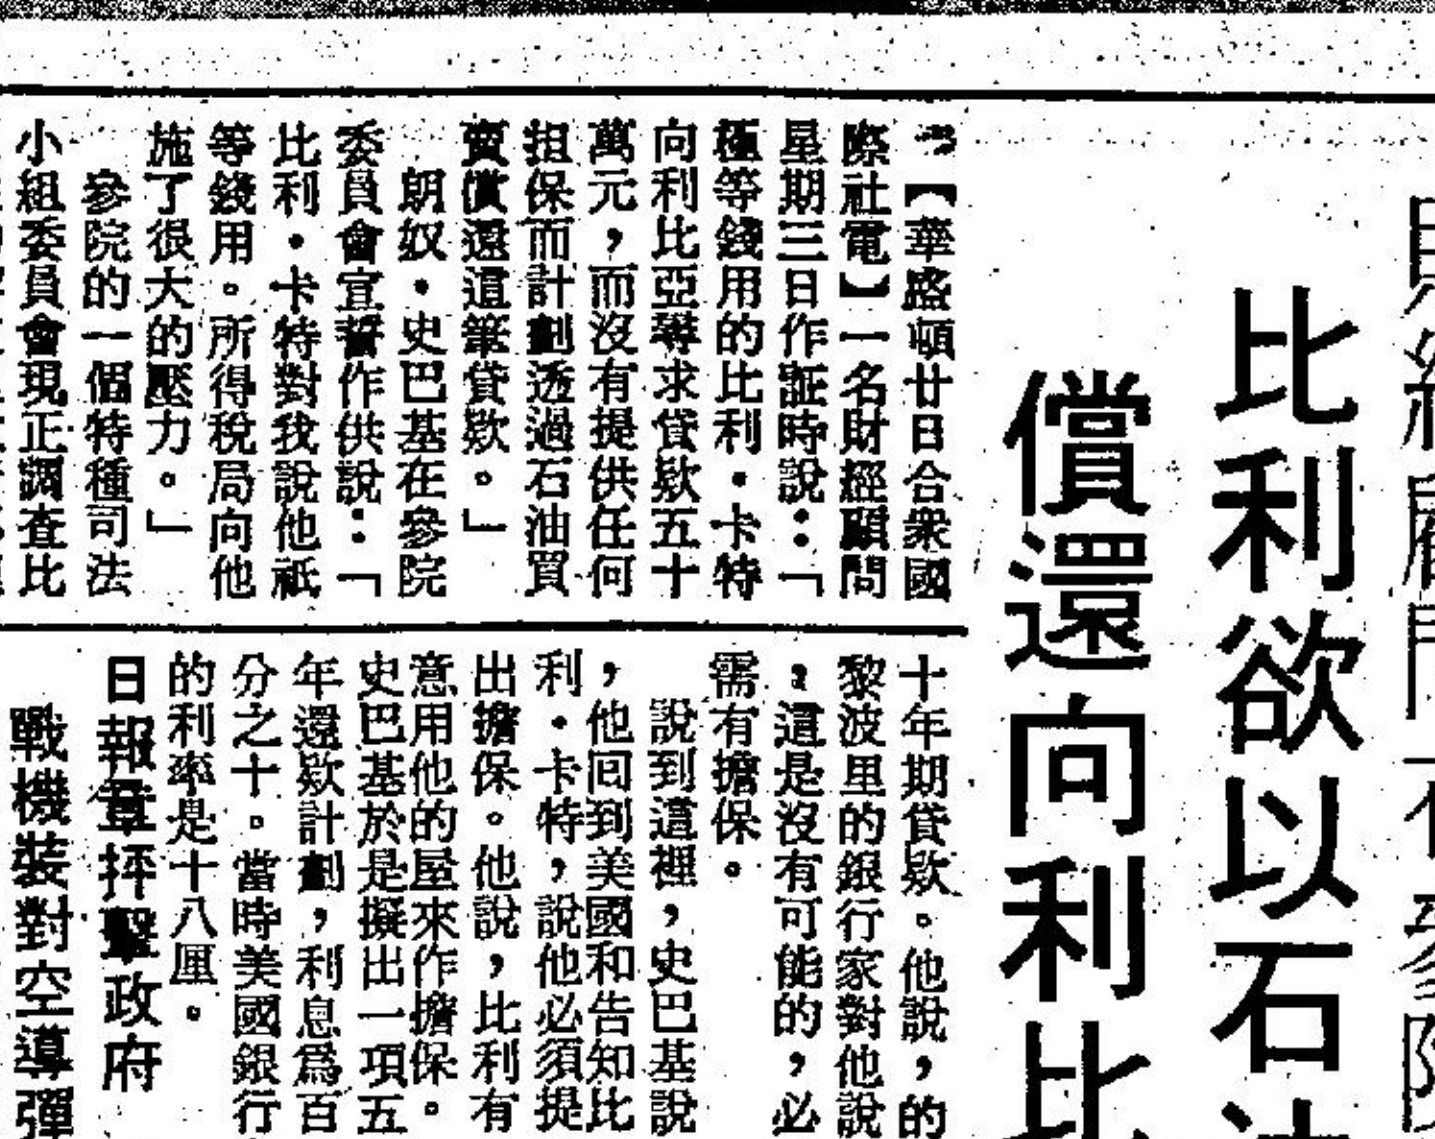 比利欲以石油
償還向利比
【華盛頓廿日合衆國
際社電】一名財經顧問
星期三日作証時說：「
極等錢用的比利·卡特
向利比亞尋求貸欵五十
萬元，而沒有提供任何
担保而計劃透過石油買
賣償還這筆貸欵。」
朗奴·史巴基在參院
委員會宣誓作供說：「
比利·卡特對我說他祇
等錢用。所得稅局向他
施了很大的壓力。」
參院的一個特種司法
小組委員會現正調查比
十年期貸欵。他說，的
黎波里的銀行家對他說
，這是沒有可能的，必
需有擔保。
說到這裡，史巴基說
，他回到美國和告知比
利·卡特，說他必須提
出擔保。他說，比利有
意用他的屋來作擔保。
史巴基於是擬出一項五
年還欵計劃，利息爲百
分之十。當時美國銀行
的利率是十八厘。
日報章抨擊政府
戰機裝對空導彈